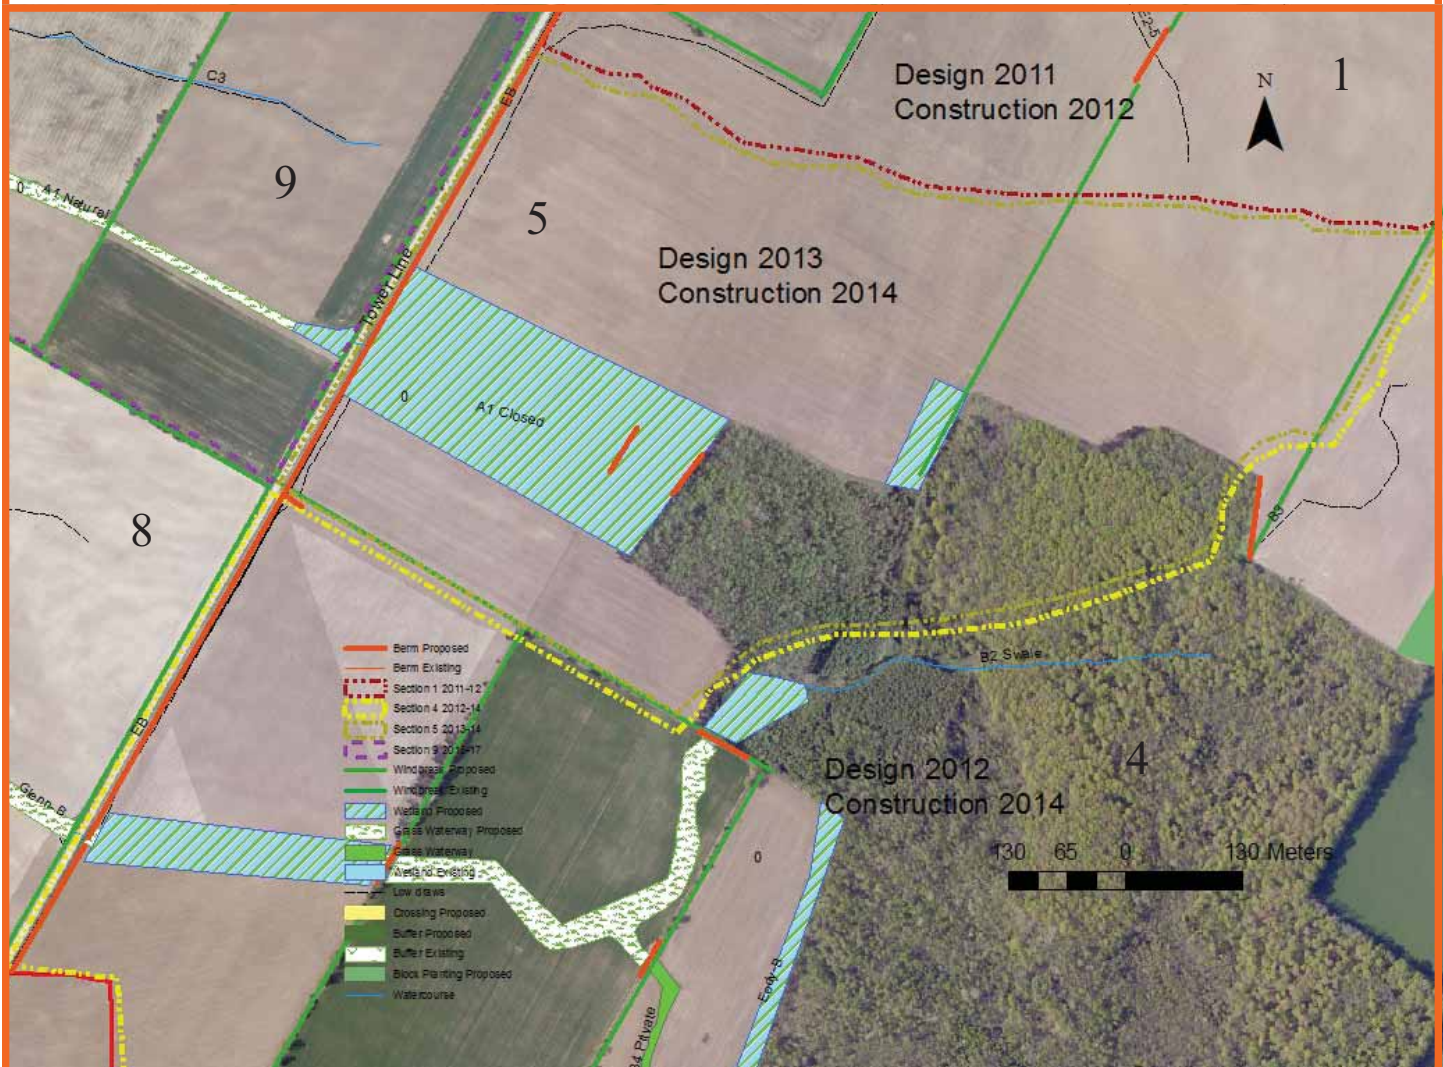 Design 2011
Construction 2012
E2-5
1
N
C3
EB
9
0
A1 Natural
5
Tower Line
Design 2013
Construction 2014
0
A1 Closed
8
B3
B2 Swale
EB
Glenn-B
Berm Proposed
Berm Existing
Section 1 2011-12
Section 4 2012-14
Section 5 2013-14
Section 9 2015-17
Windbreak Proposed
Windbreak Existing
Wetland Proposed
Grass Waterway Proposed
Grass Waterway
Wetland Existing
Low draws
Crossing Proposed
Buffer Proposed
Buffer Existing
Block Planting Proposed
Watercourse
Design 2012
Construction 2014
4
130 65 0 130 Meters
0
Eddy-B
B4 Private